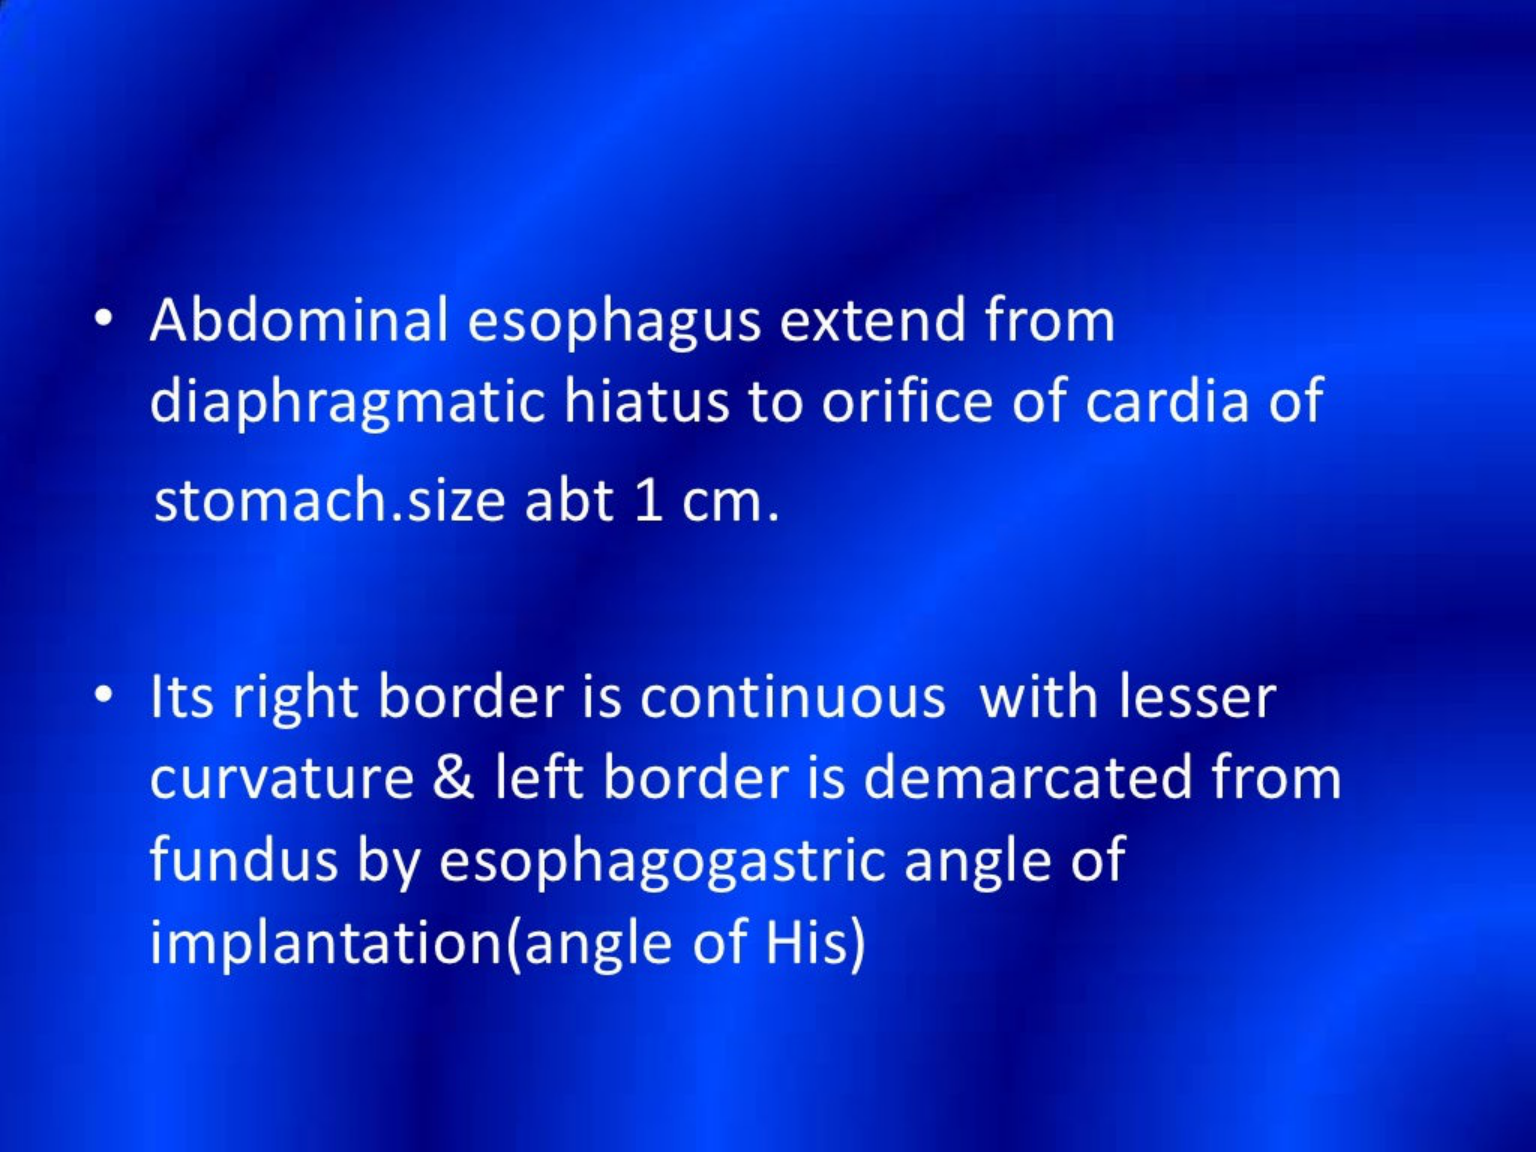 • Abdominal esophagus extend from
diaphragmatic hiatus to orifice of cardia of
stomach.size abt 1 cm.
• Its right border is continuous  with lesser
curvature & left border is demarcated from
fundus by esophagogastric angle of
implantation(angle of His)